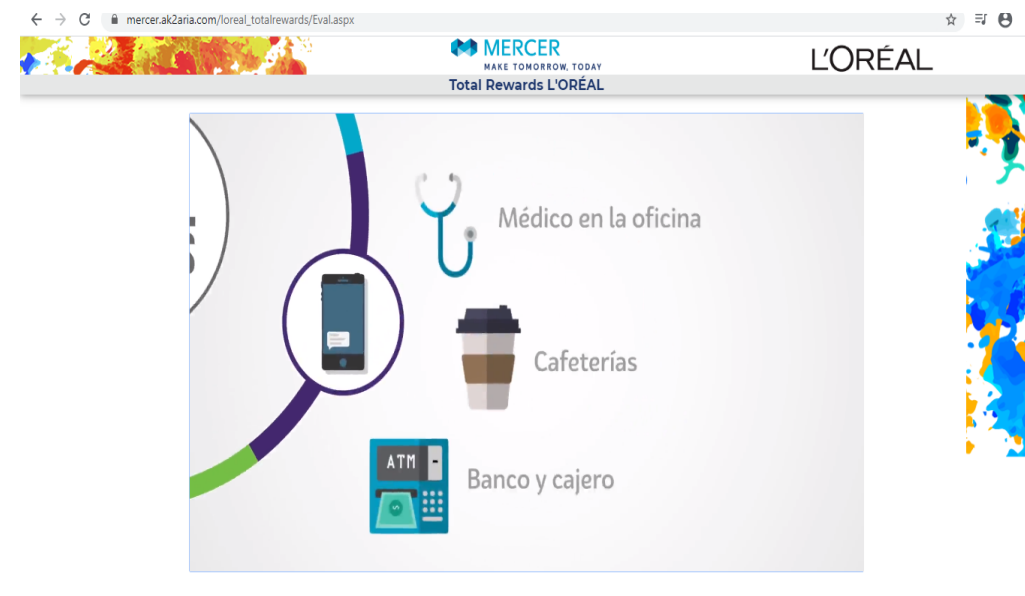 mercer.ak2aria.com/loreal_totalrewards/Eval.aspx
MERCER
MAKE TOMORROW, TODAY
L'ORÉAL
Total Rewards L'ORÉAL
Médico en la oficina
Cafeterías
ATM
Banco y cajero